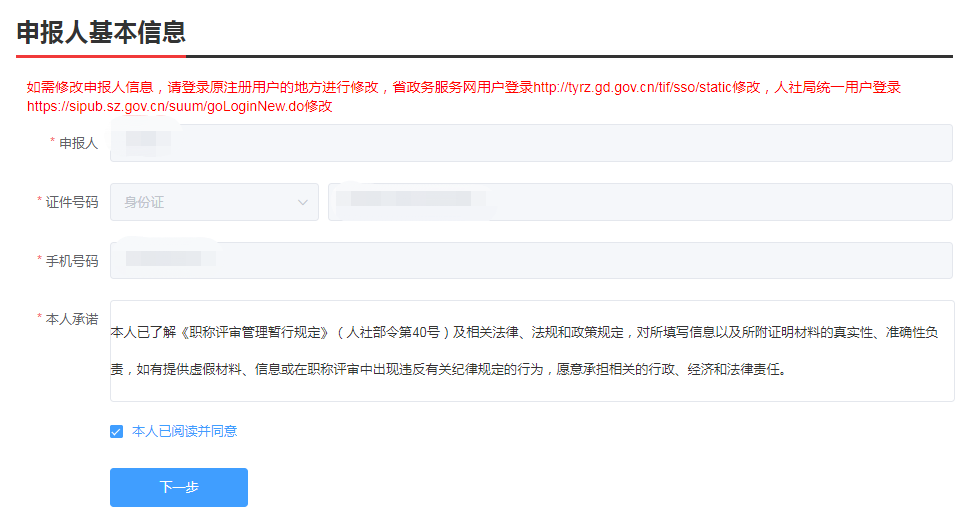 申报人基本信息
如需修改申报人信息，请登录原注册用户的地方进行修改，省政务服务网用户登录http://tyrz.gd.gov.cn/tif/sso/static修改，人社局统一用户登录
https://sipub.sz.gov.cn/suum/goLoginNew.do修改
* 申报人
* 证件号码 身份证
* 手机号码
* 本人承诺
本人已了解《职称评审管理暂行规定》（人社部令第40号）及相关法律、法规和政策规定，对所填写信息以及所附证明材料的真实性、准确性负
责，如有提供虚假材料、信息或在职称评审中出现违反有关纪律规定的行为，愿意承担相关的行政、经济和法律责任。
本人已阅读并同意
下一步